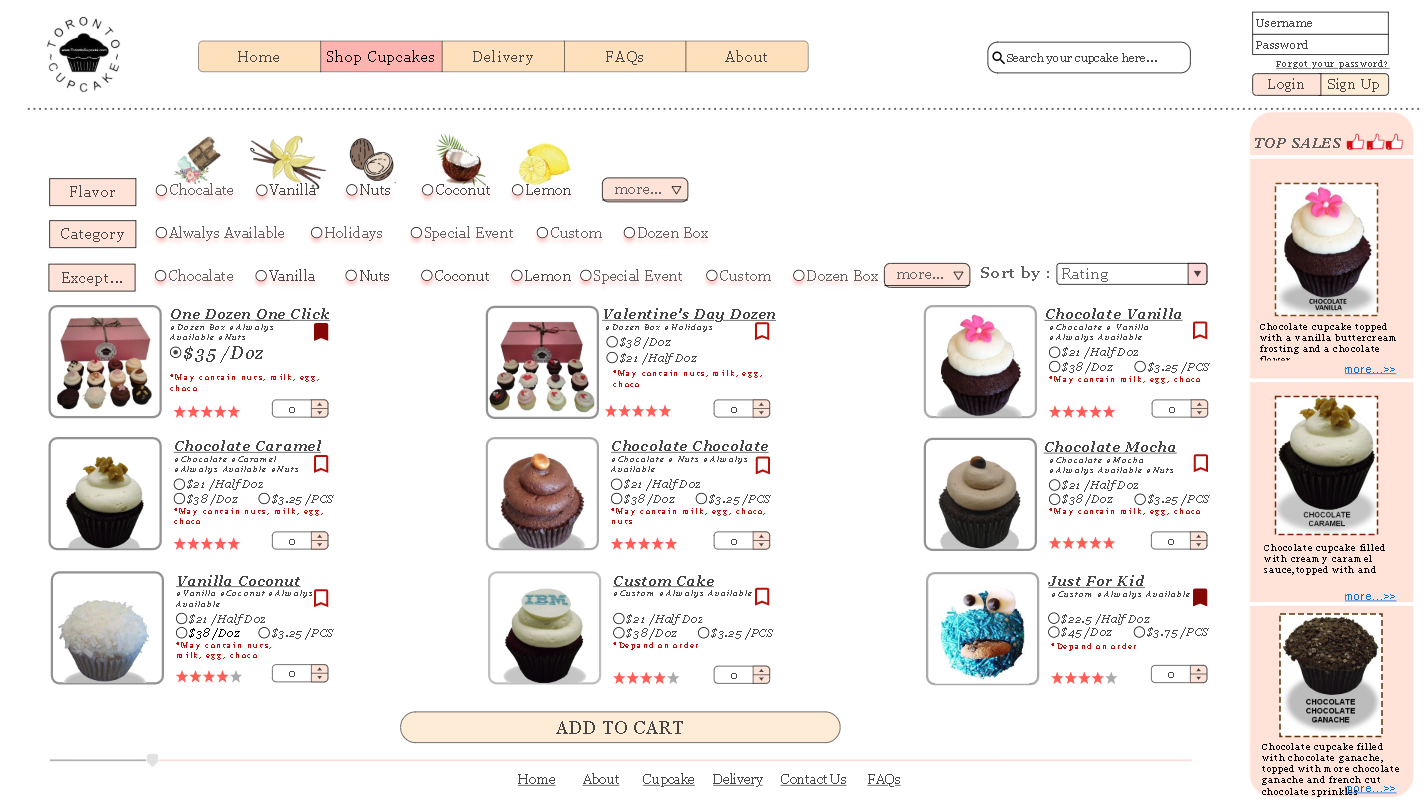 TORONTO
www.TorontoCupcake.com
CUPCAKE
Home
Shop Cupcakes
Delivery
FAQs
About
Search your cupcake here...
Username
Password
Forgot your password?
Login
Sign Up
TOP SALES
Flavor
Chocalate
Vanilla
Nuts
Coconut
Lemon
more...
Category
Alwalys Available
Holidays
Special Event
Custom
Dozen Box
Except...
Chocalate
Vanilla
Nuts
Coconut
Lemon
Special Event
Custom
Dozen Box
more...
Sort by :
Rating
One Dozen One Click
#Dozen Box #Alwalys
Available #Nuts
$35 /Doz
*May contain nuts, milk, egg,
choco
0
Valentine's Day Dozen
#Dozen Box #Holidays
$38 /Doz
$21 /Half Doz
*May contain nuts, milk, egg,
choco
0
Chocolate Vanilla
#Chocolate # Vanilla
#Alwalys Available
$21 /Half Doz
$38 /Doz
$3.25 /PCS
*May contain milk, egg, choco
0
Chocolate Caramel
#Chocolate #Caramel
#Alwalys Available #Nuts
$21 /Half Doz
$38 /Doz
$3.25 /PCS
*May contain nuts, milk, egg,
choco
0
Chocolate Chocolate
#Chocolate # Nuts #Alwalys
Available
$21 /Half Doz
$38 /Doz
$3.25 /PCS
*May contain nuts, milk, egg, choco,
nuts
0
Chocolate Mocha
#Chocolate #Mocha
#Alwalys Available #Nuts
$21 /Half Doz
$38 /Doz
$3.25 /PCS
*May contain milk, egg, choco
0
Vanilla Coconut
#Vanilla #Coconut #Alwalys
Available
$21 /Half Doz
$38 /Doz
$3.25 /PCS
*May contain nuts,
milk, egg, choco
0
IBM
Custom Cake
#Custom #Alwalys Available
$21 /Half Doz
$38 /Doz
$3.25 /PCS
*Depand on order
0
Just For Kid
#Custom #Alwalys Available
$22.5 /Half Doz
$45 /Doz
$3.75 /PCS
*Depand on order
0
CHOCOLATE
VANILLA
Chocolate cupcake topped
with a vanilla buttercream
frosting and a chocolate
flower
more...>>
CHOCOLATE
CARAMEL
Chocolate cupcake filled
with creamy caramel
sauce,topped with and
more...>>
CHOCOLATE
CHOCOLATE
GANACHE
Chocolate cupcake filled
with chocolate ganache,
topped with more chocolate
ganache and french cut
chocolate sprinkles
more...>>
ADD TO CART
Home
About
Cupcake
Delivery
Contact Us
FAQs